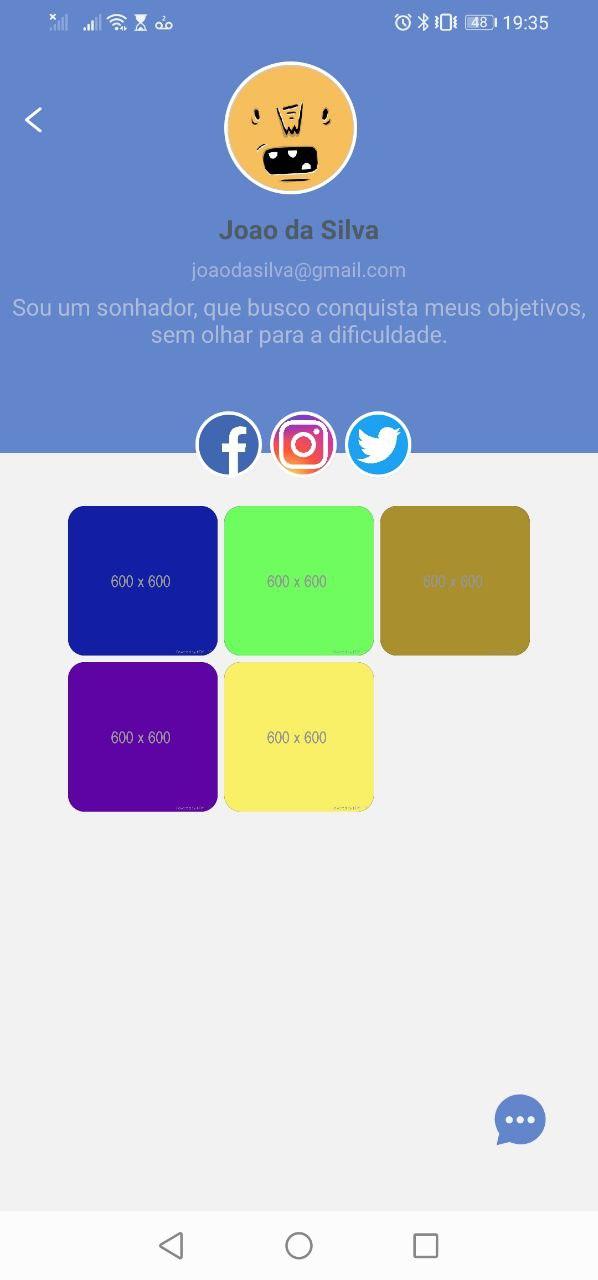 48 19:35
Joao da Silva
joaodasilva@gmail.com
Sou um sonhador, que busco conquista meus objetivos,
sem olhar para a dificuldade.
600 x 600 600 x 600 600 x 600
600 x 600 600 x 600